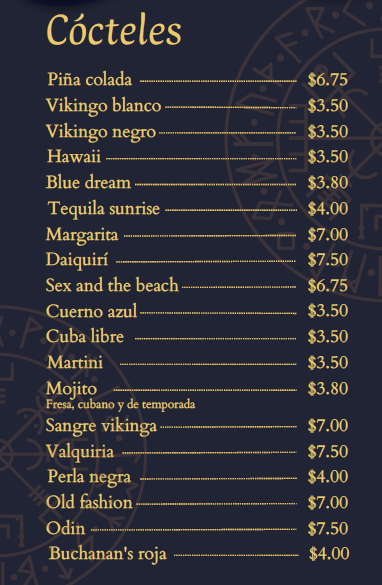 Cócteles
Piña colada $6.75
Vikingo blanco $3.50
Vikingo negro $3.50
Hawaii $3.50
Blue dream $3.80
Tequila sunrise $4.00
Margarita $7.00
Daiquirí $7.50
Sex and the beach $6.75
Cuerno azul $3.50
Cuba libre $3.50
Martini $3.50
Mojito $3.80
Fresa, cubano y de temporada
Sangre vikinga $7.00
Valquiria $7.50
Perla negra $4.00
Old fashion $7.00
Odin $7.50
Buchanan's roja $4.00